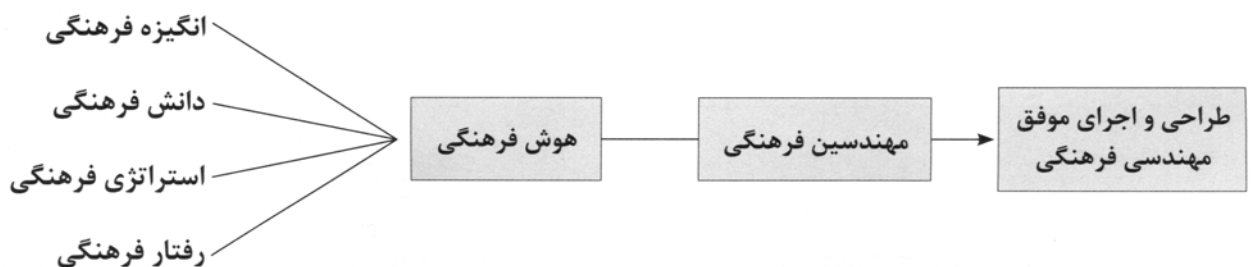 انگیزه فرهنگی
دانش فرهنگی
استراتژی فرهنگی
رفتار فرهنگی
هوش فرهنگی
مهندسین فرهنگی
طراحی و اجرای موفق
مهندسی فرهنگی